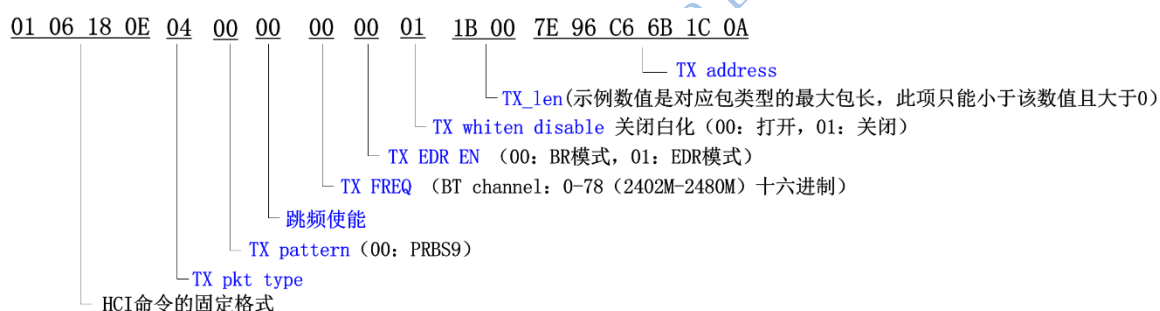 01 06 18 0E 04 00 00 00 00 01 1B 00 7E 96 C6 6B 1C 0A
TX address
TX_len(示例数值是对应包类型的最大包长，此项只能小于该数值且大于0)
TX whiten disable 关闭白化（00：打开，01：关闭）
TX EDR EN （00：BR模式，01：EDR模式）
TX FREQ （BT channel：0-78（2402M-2480M）十六进制）
跳频使能
TX pattern（00：PRBS9）
TX pkt type
HCI命令的固定格式